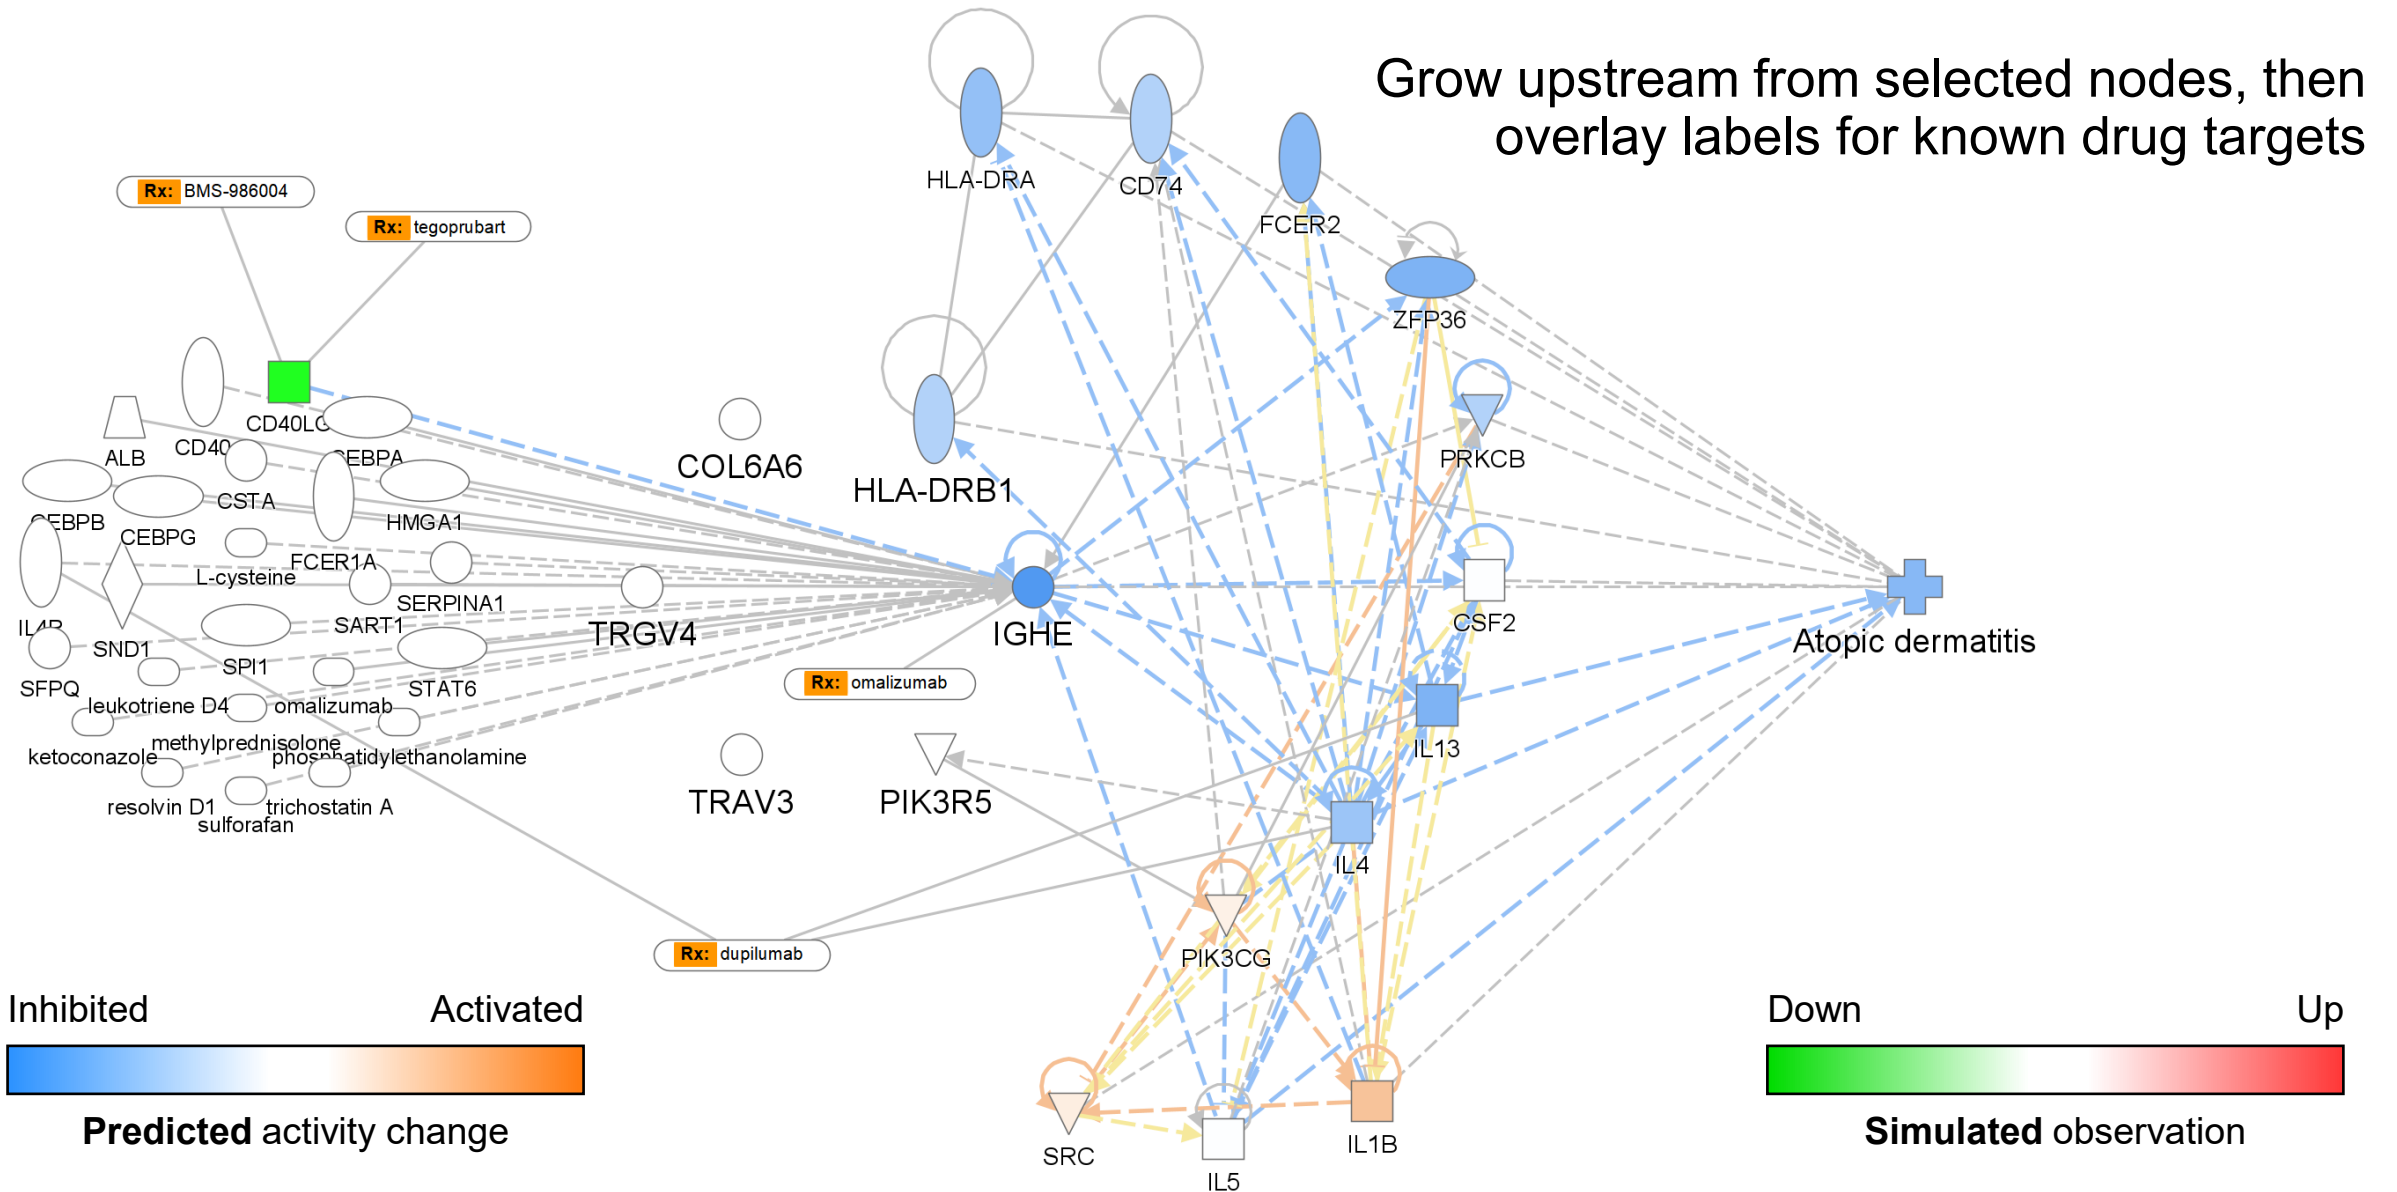 Grow upstream from selected nodes, then
overlay labels for known drug targets
HLA-DRA
CD74
FCER2
Rx: BMS-986004
Rx: tegoprubart
ZFP36
CD40LG
CD40
ALB
CEBPA
COL6A6
HLA-DRB1
PRKCB
CSTA
CEBPB
CEBPG
HMGA1
FCER1A
L-cysteine
SERPINA1
SART1
IL4R
SND1
SPI1
SFPQ
STAT6
TRGV4
IGHE
CSF2
Atopic dermatitis
Rx: omalizumab
leukotriene D4
omalizumab
methylprednisolone
ketoconazole
phosphatidylethanolamine
IL13
resolvin D1
trichostatin A
sulforafan
TRAV3
PIK3R5
IL4
Rx: dupilumab
PIK3CG
SRC
IL5
IL1B
Inhibited
Activated
Predicted activity change
Down
Up
Simulated observation